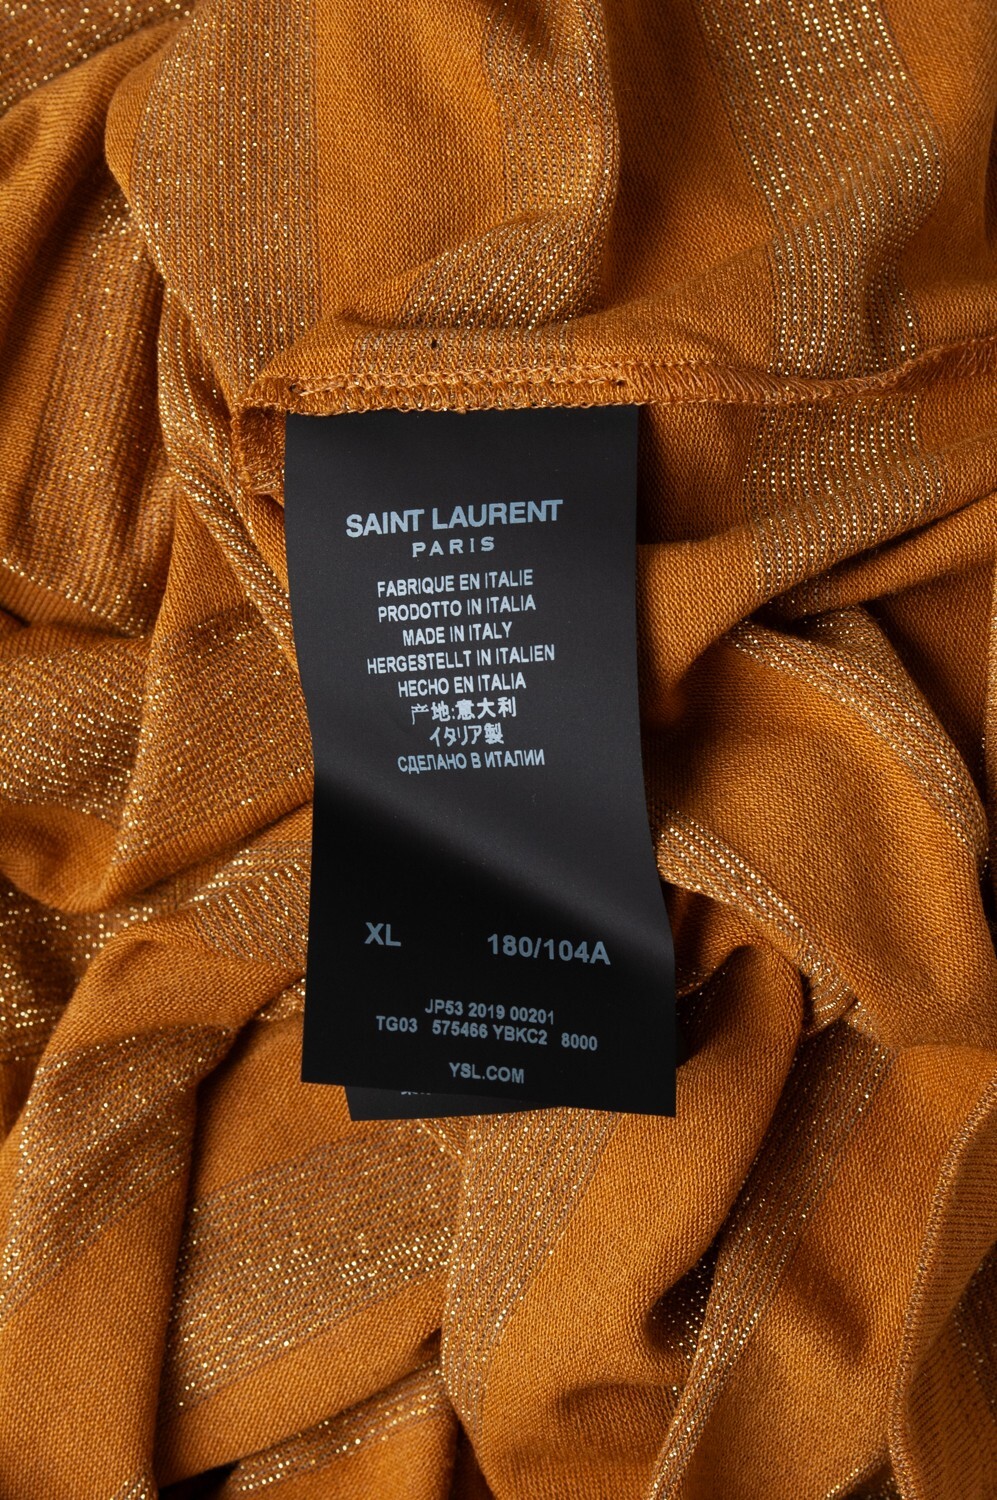 SAINT LAURENT
PARIS
FABRIQUE EN ITALIE
PRODOTTO IN ITALIA
MADE IN ITALY
HERGESTELLT IN ITALIEN
HECHO EN ITALIA
产地:意大利
イタリア製
СДЕЛАНО В ИТАЛИИ
XL 180/104A
JP53 2019 00201
TG03 575466 YBKC2 8000
YSL.COM